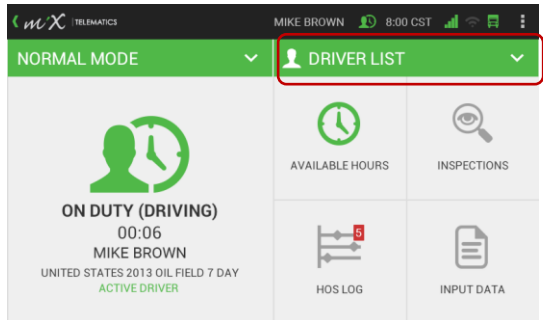 miX TELEMATICS
MIKE BROWN 8:00 CST
NORMAL MODE
DRIVER LIST
ON DUTY (DRIVING)
00:06
MIKE BROWN
UNITED STATES 2013 OIL FIELD 7 DAY
ACTIVE DRIVER
AVAILABLE HOURS
INSPECTIONS
5
HOS LOG
INPUT DATA